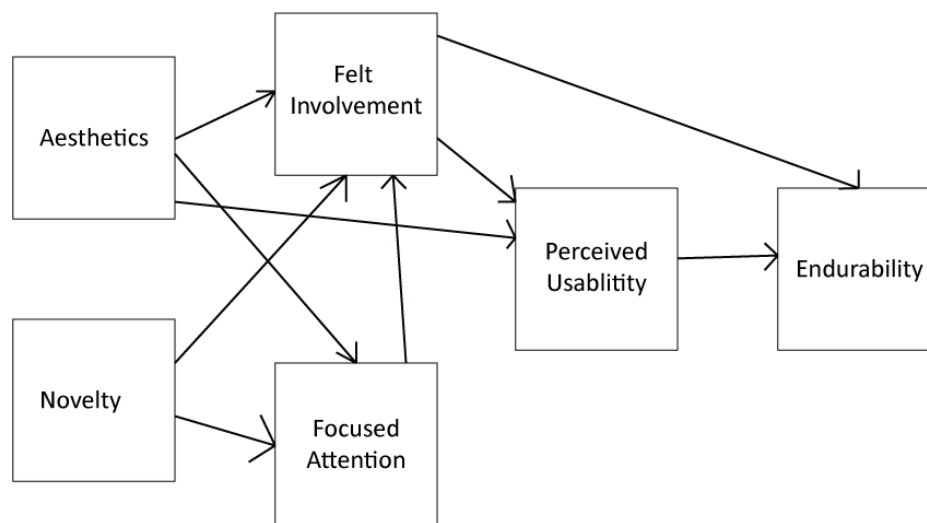 Aesthetics
Felt
Involvement
Perceived
Usablitity
Endurability
Novelty
Focused
Attention